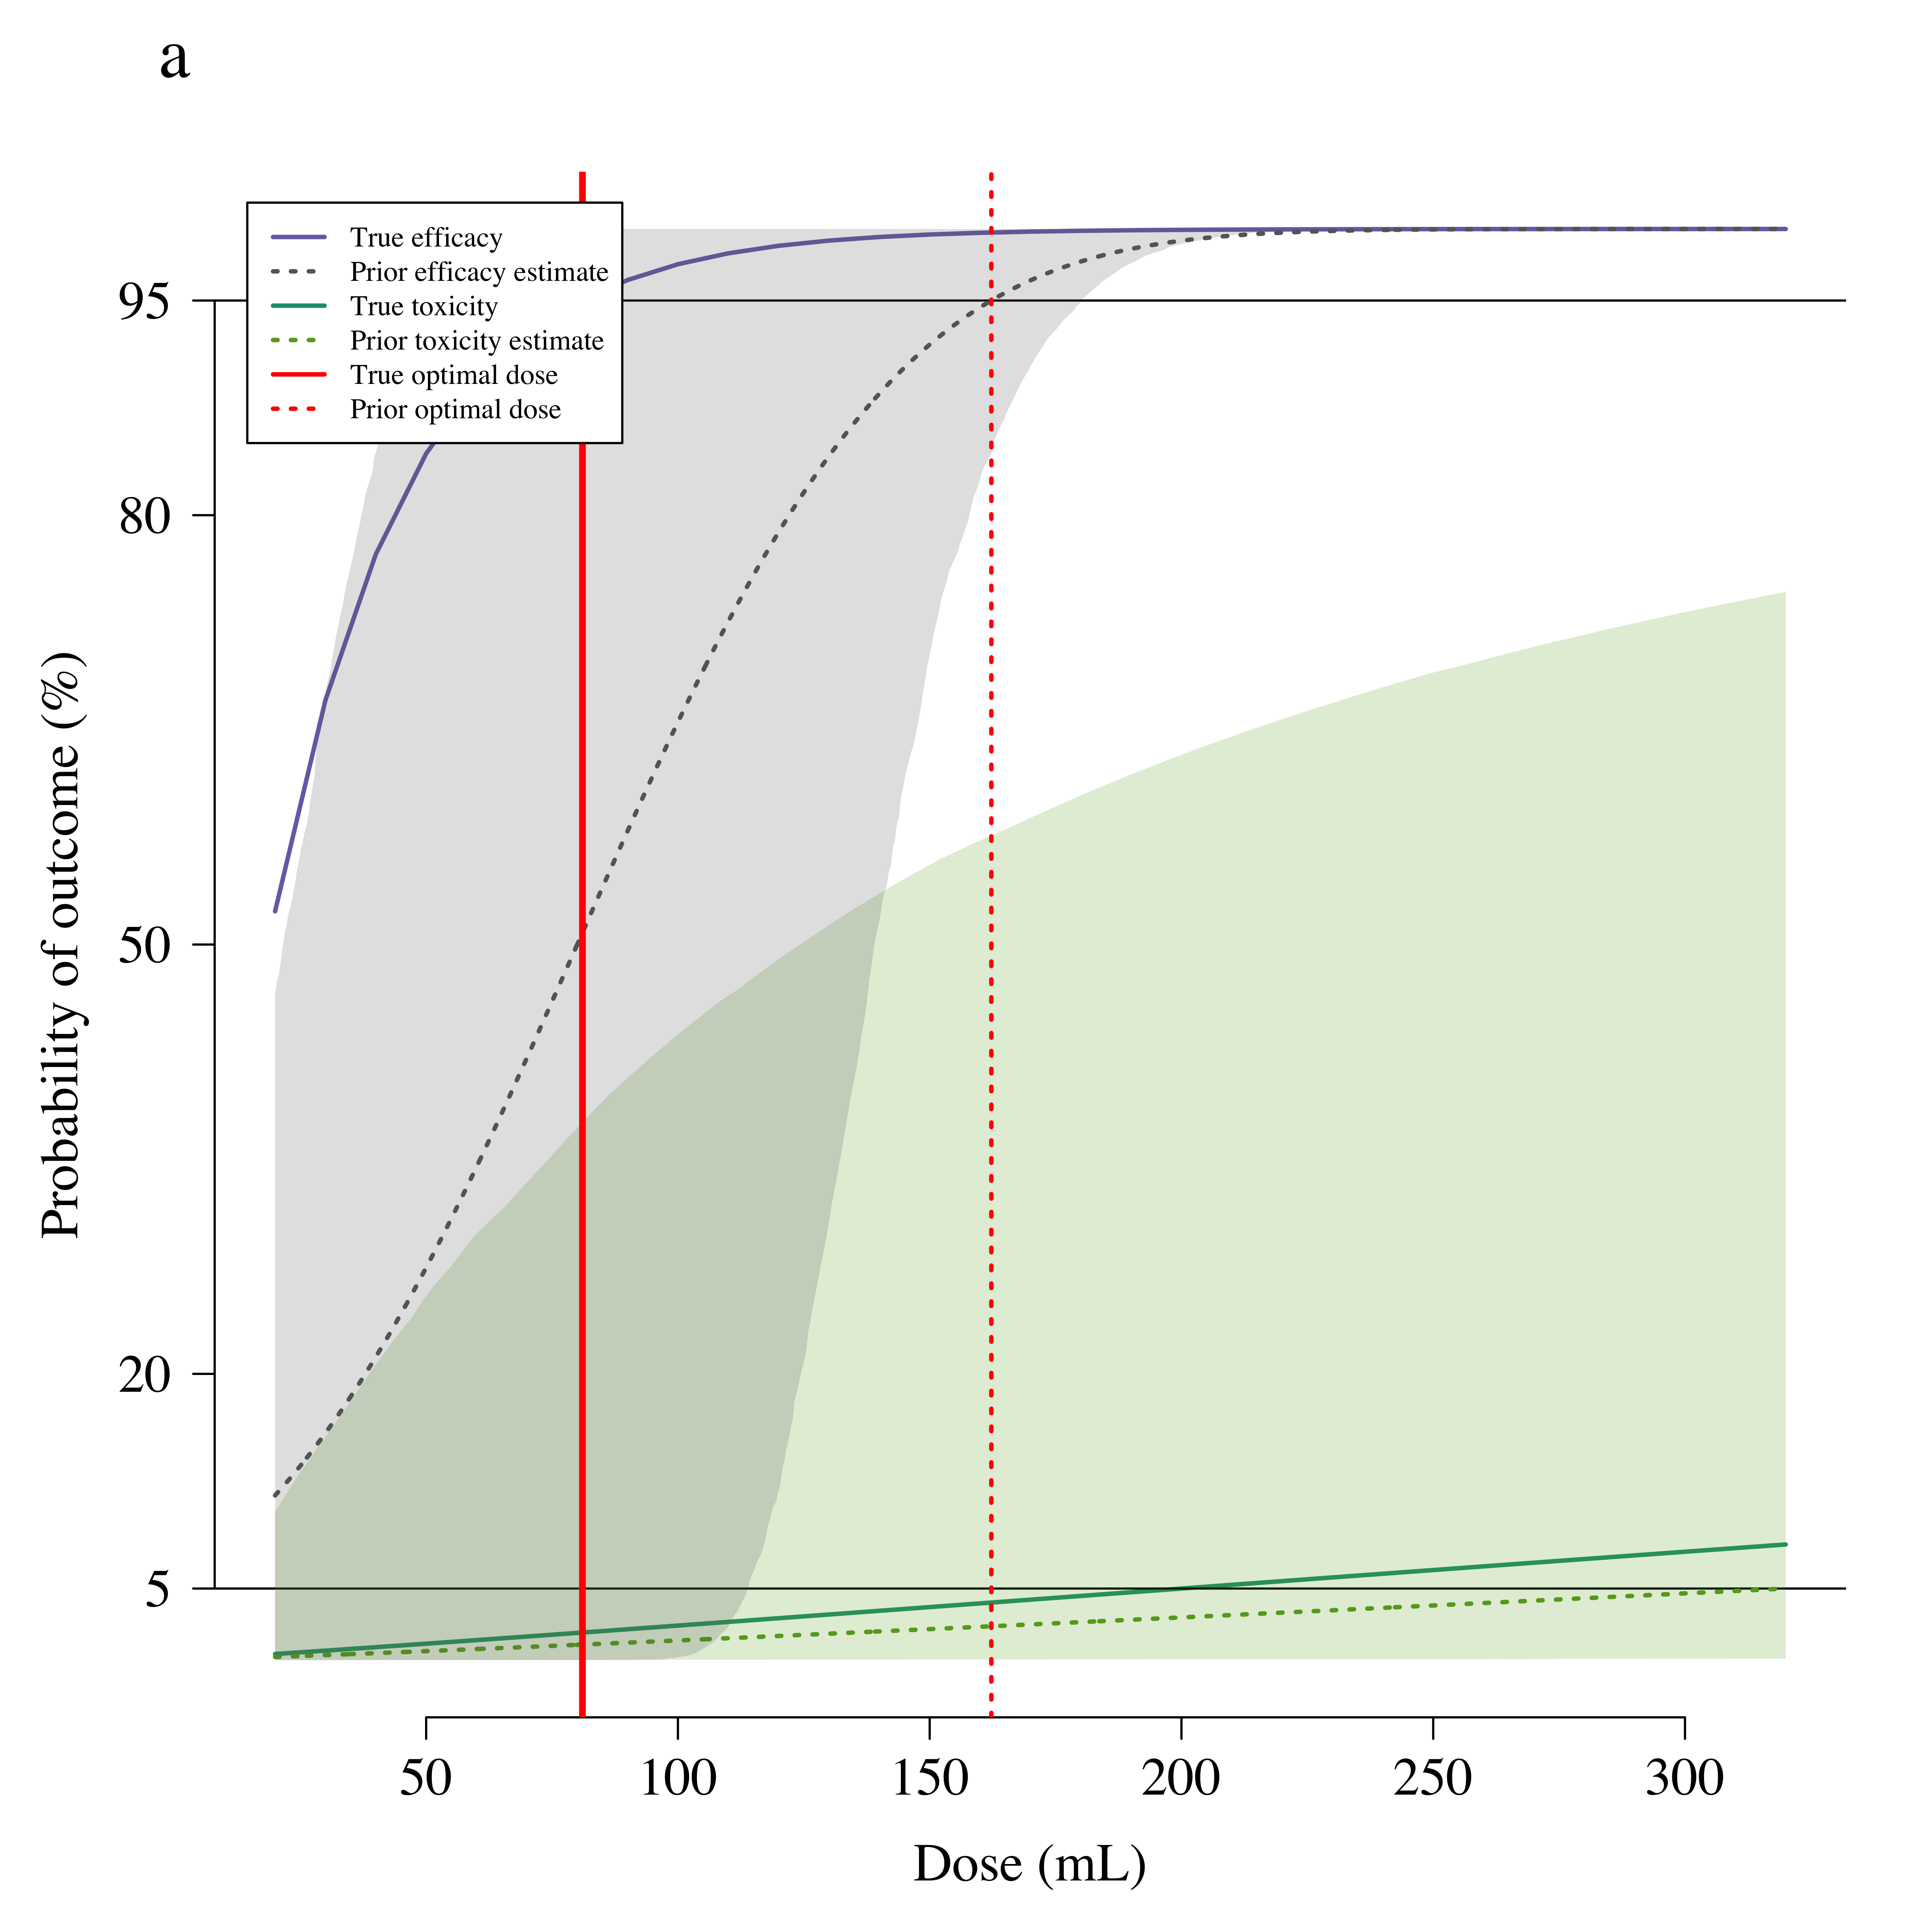 a
True efficacy
Prior efficacy estimate
True toxicity
Prior toxicity estimate
True optimal dose
Prior optimal dose
95
80
50
20
5
Probability of outcome (%)
50 100 150 200 250 300
Dose (mL)